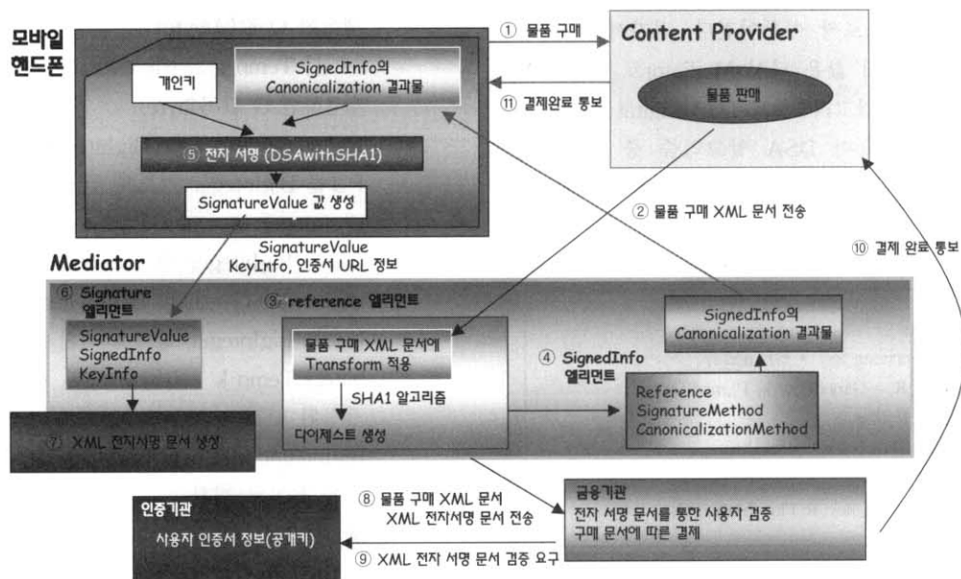 모바일
핸드폰
개인키
SignedInfo의
Canonicalization 결과물
⑤ 전자 서명 (DSAwithSHA1)
SignatureValue 값 생성
① 물품 구매
⑪ 결제완료 통보
Content Provider
물품 판매
② 물품 구매 XML 문서 전송
⑩ 결제 완료 통보
SignatureValue
KeyInfo, 인증서 URL 정보
Mediator
⑥ Signature
엘리먼트
SignatureValue
SignedInfo
KeyInfo
⑦ XML 전자서명 문서 생성
③ reference 엘리먼트
물품 구매 XML 문서에
Transform 적용
SHA1 알고리즘
다이제스트 생성
④ SignedInfo
엘리먼트
SignedInfo의
Canonicalization 결과물
Reference
SignatureMethod
CanonicalizationMethod
⑧ 물품 구매 XML 문서
XML 전자서명 문서 전송
금융기관
전자 서명 문서를 통한 사용자 검증
구매 문서에 따른 결제
인증기관
사용자 인증서 정보(공개키)
⑨ XML 전자 서명 문서 검증 요구